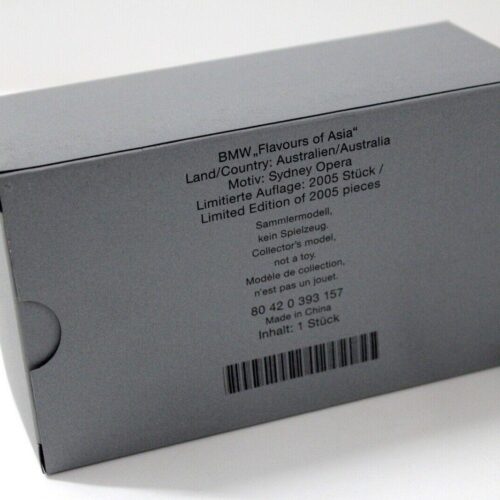 BMW „Flavours of Asia“
Land/Country: Australien/Australia
Motiv: Sydney Opera
Limitierte Auflage: 2005 Stück /
Limited Edition of 2005 pieces
Sammlermodell,
kein Spielzeug.
Collector's model,
not a toy.
Modèle de collection,
n'est pas un jouet.
80 42 0 393 157
Made in China
Inhalt: 1 Stück